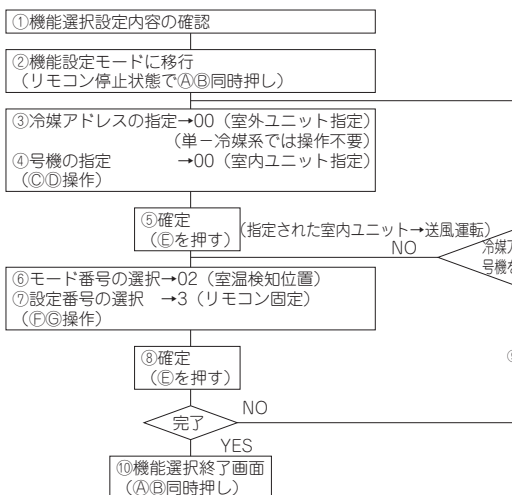 ①機能選択設定内容の確認
②機能設定モードに移行
（リモコン停止状態でⒶⒷ同時押し）
③冷媒アドレスの指定→00（室外ユニット指定）
（単一冷媒系では操作不要）
④号機の指定　　　→00（室内ユニット指定）
（ⒸⒹ操作）
⑤確定
（Ⓔを押す）
（指定された室内ユニット→送風運転）
NO
冷媒ア
号機を
⑥モード番号の選択→02（室温検知位置）
⑦設定番号の選択　→3（リモコン固定）
（ⒻⒼ操作）
⑧確定
（Ⓔを押す）
完了
NO
YES
⑩機能選択終了画面
（ⒶⒷ同時押し）